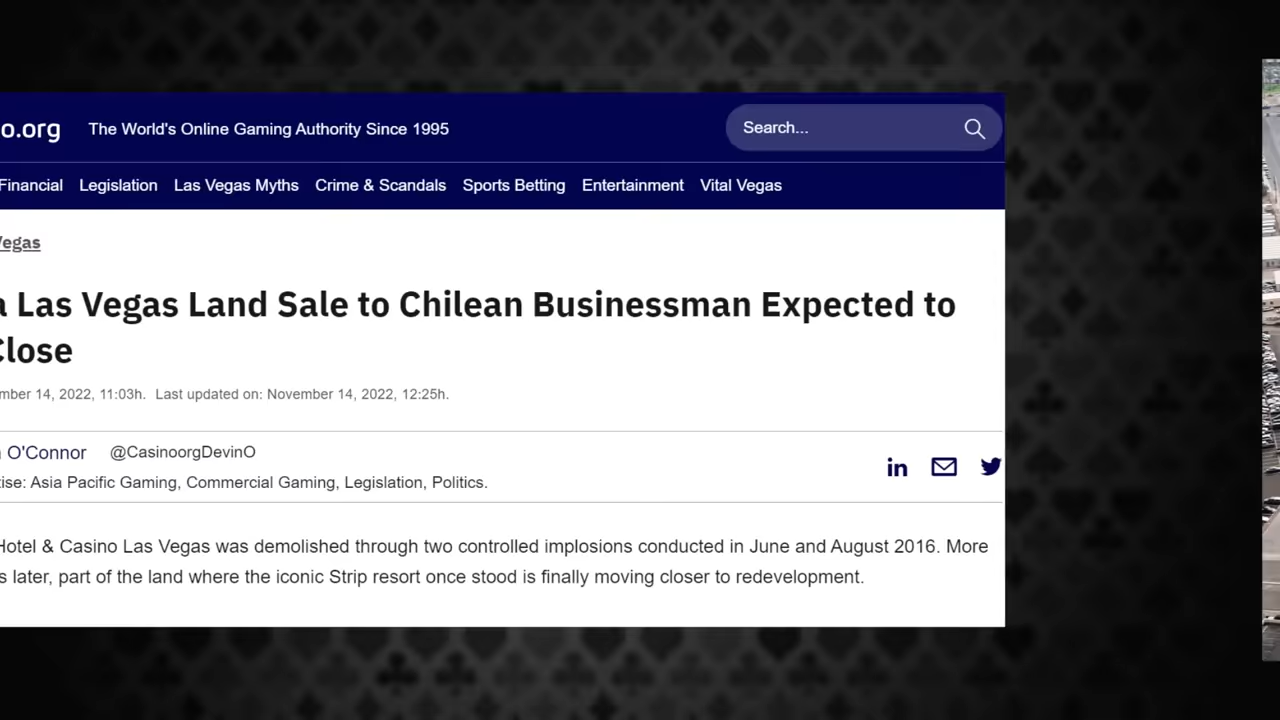 o.org The World's Online Gaming Authority Since 1995 Search...
Financial Legislation Las Vegas Myths Crime & Scandals Sports Betting Entertainment Vital Vegas
Vegas
a Las Vegas Land Sale to Chilean Businessman Expected to
Close
mber 14, 2022, 11:03h. Last updated on: November 14, 2022, 12:25h.
O'Connor @CasinoorgDevinO
tise: Asia Pacific Gaming, Commercial Gaming, Legislation, Politics.
in
Hotel & Casino Las Vegas was demolished through two controlled implosions conducted in June and August 2016. More
s later, part of the land where the iconic Strip resort once stood is finally moving closer to redevelopment.